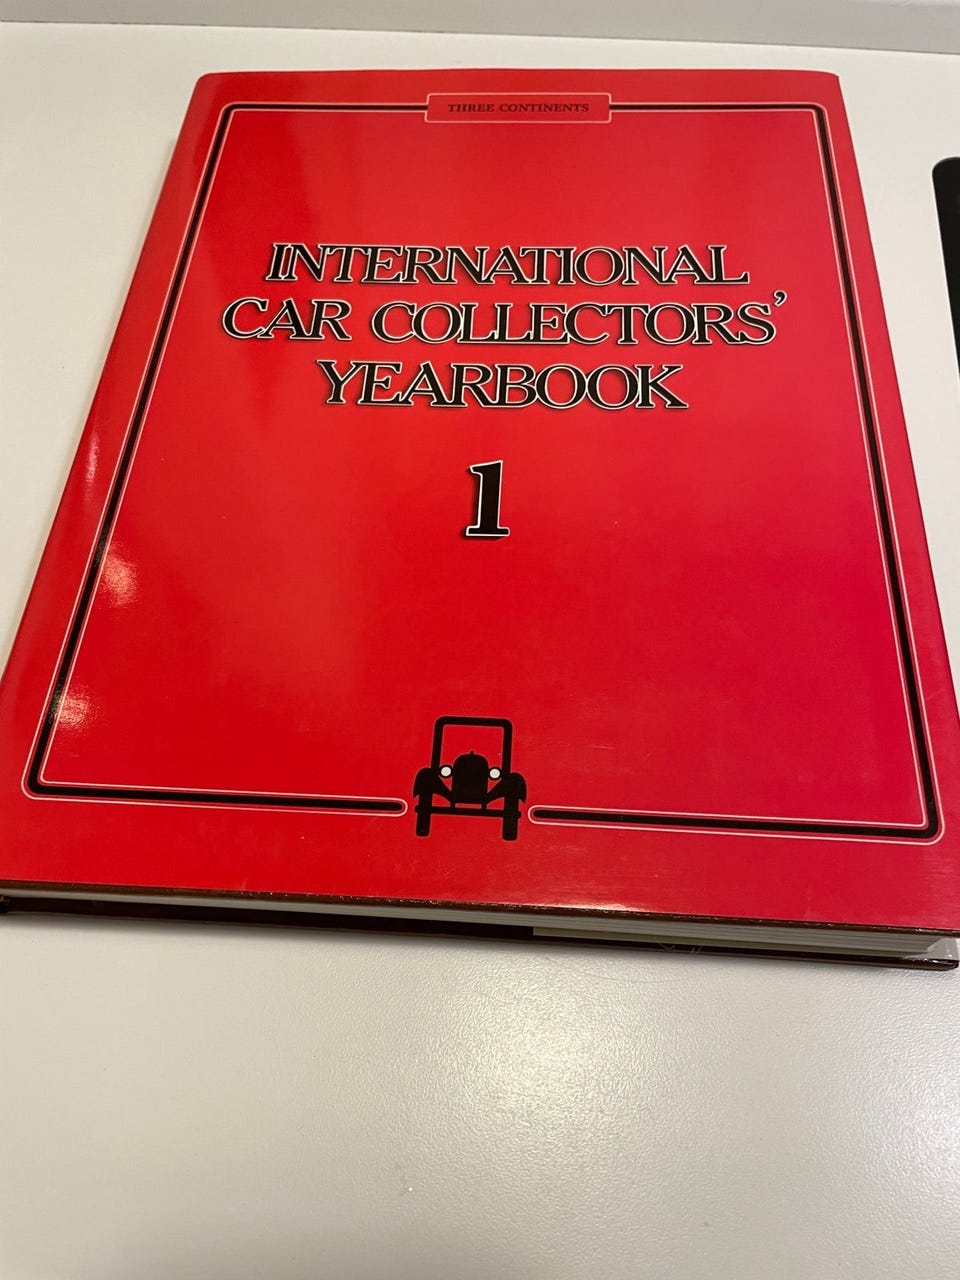 THREE CONTINENTS
INTERNATIONAL
CAR COLLECTORS'
YEARBOOK
1